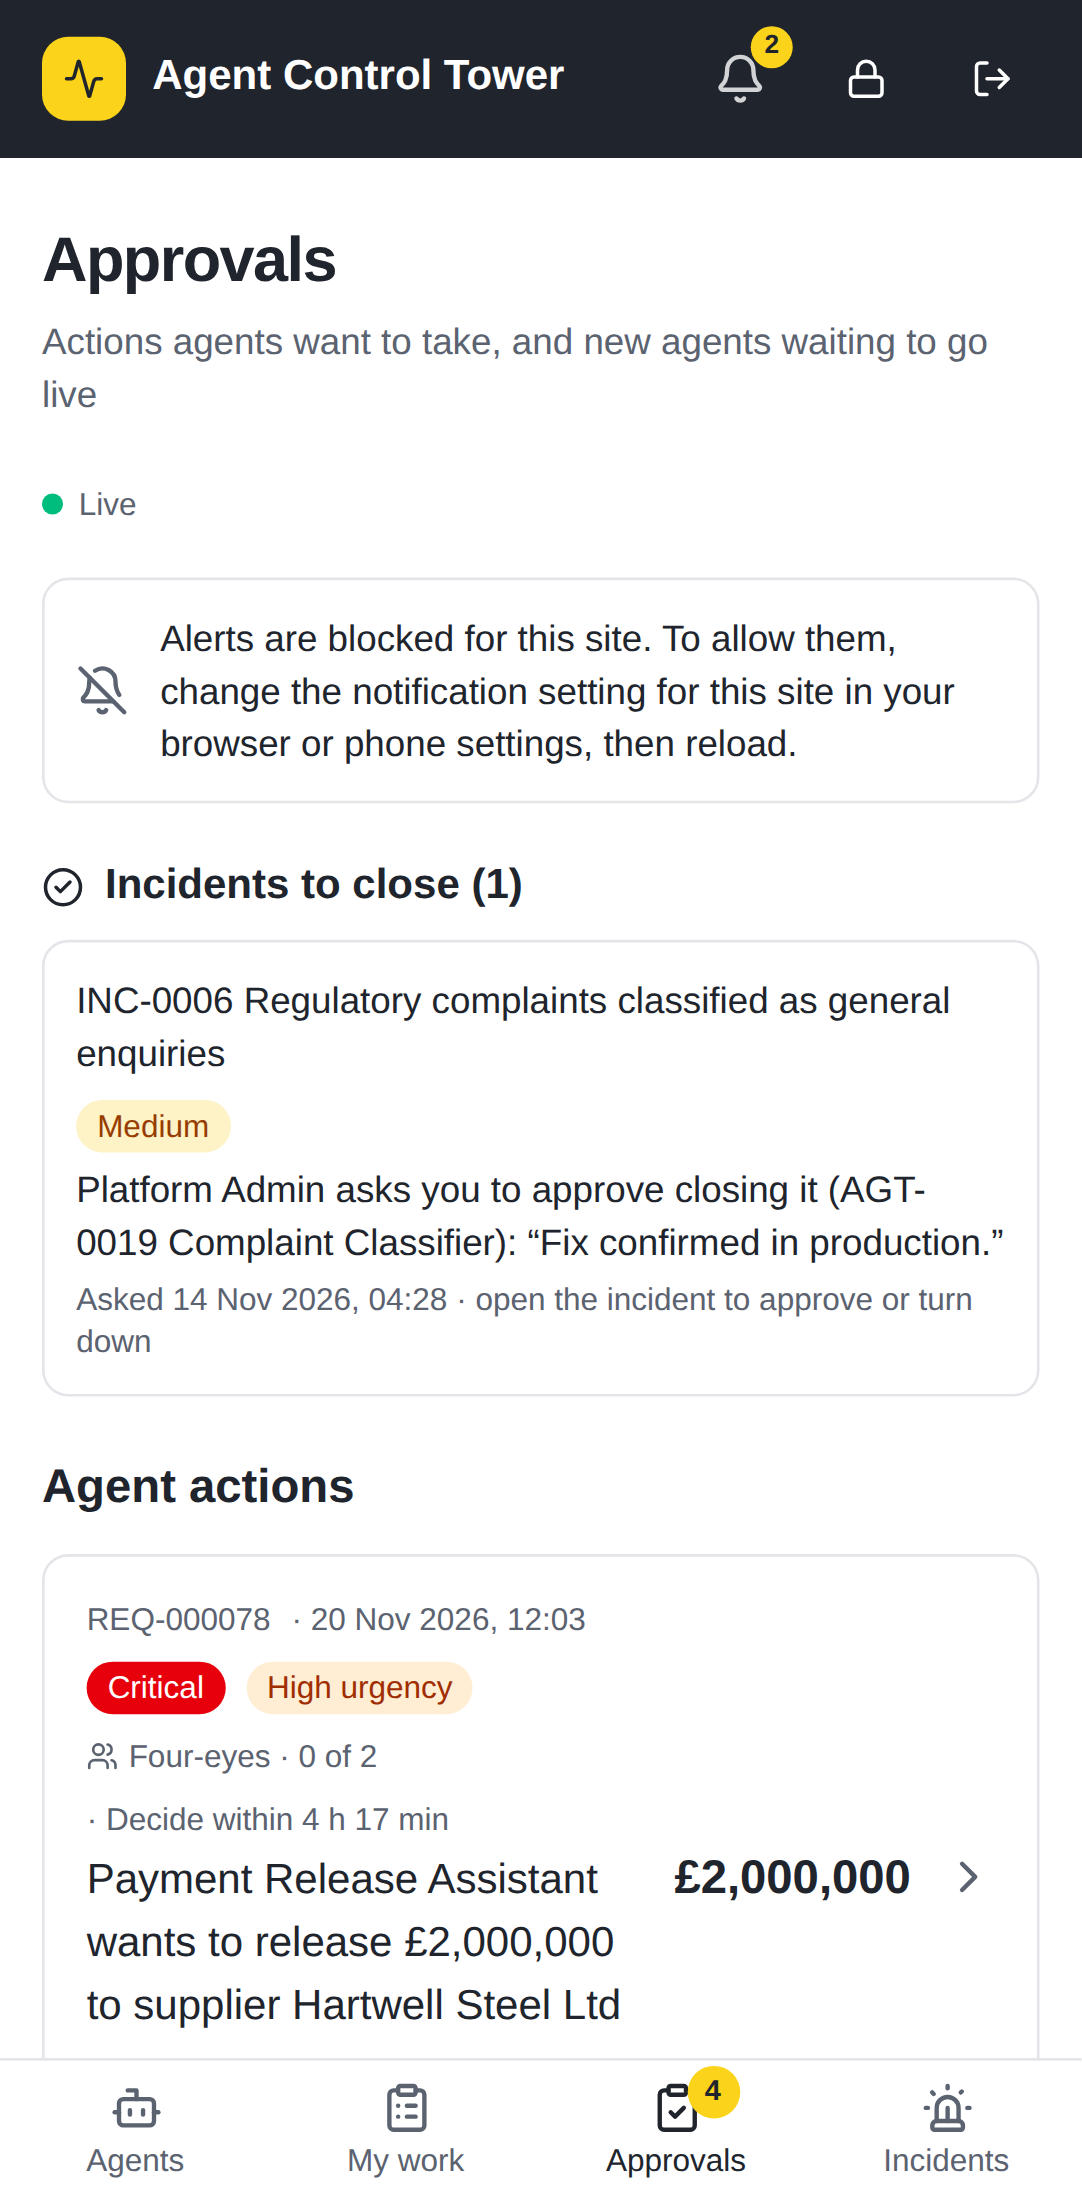 Agent Control Tower
2
Approvals
Actions agents want to take, and new agents waiting to go
live
Live
Alerts are blocked for this site. To allow them,
change the notification setting for this site in your
browser or phone settings, then reload.
Incidents to close (1)
INC-0006 Regulatory complaints classified as general
enquiries
Medium
Platform Admin asks you to approve closing it (AGT-
0019 Complaint Classifier): “Fix confirmed in production.”
Asked 14 Nov 2026, 04:28 · open the incident to approve or turn
down
Agent actions
REQ-000078 · 20 Nov 2026, 12:03
Critical High urgency
Four-eyes · 0 of 2
· Decide within 4 h 17 min
Payment Release Assistant £2,000,000
wants to release £2,000,000
to supplier Hartwell Steel Ltd
4
Agents My work Approvals Incidents